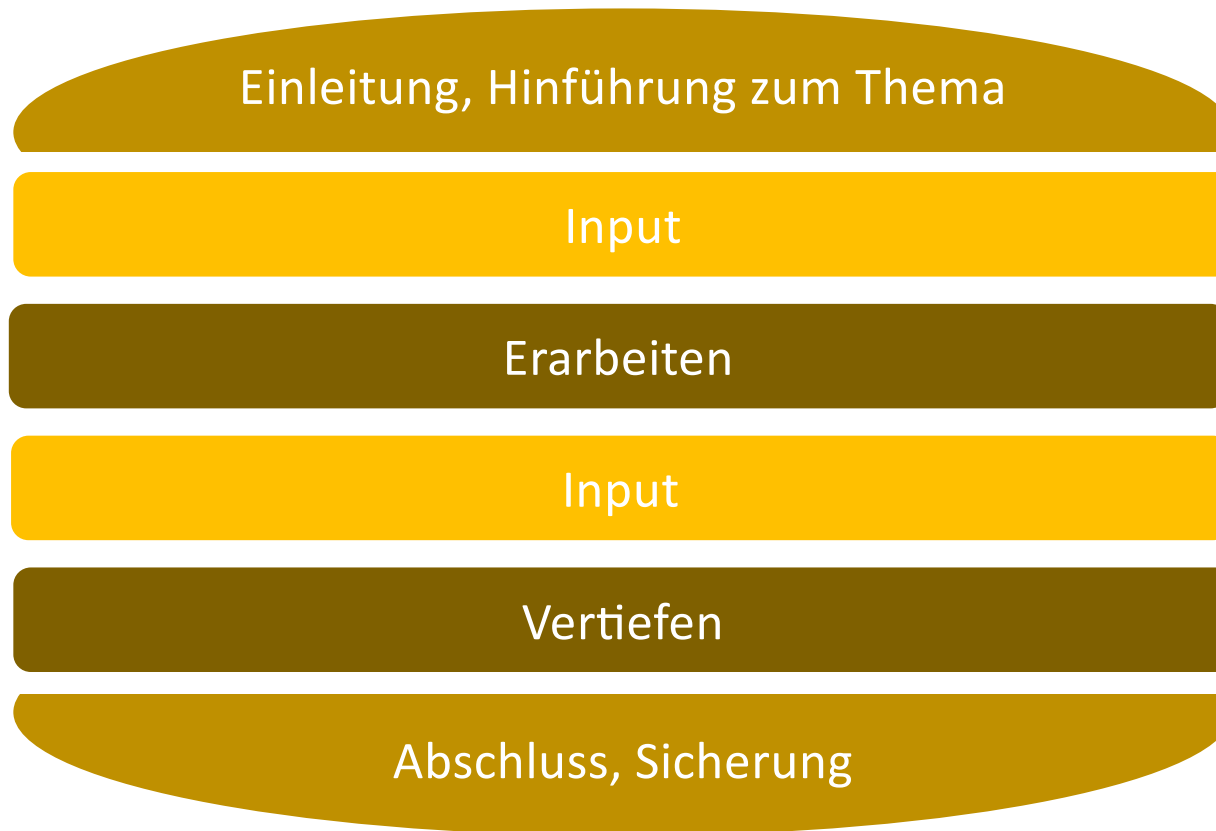 Einleitung, Hinführung zum Thema
Input
Erarbeiten
Input
Vertiefen
Abschluss, Sicherung